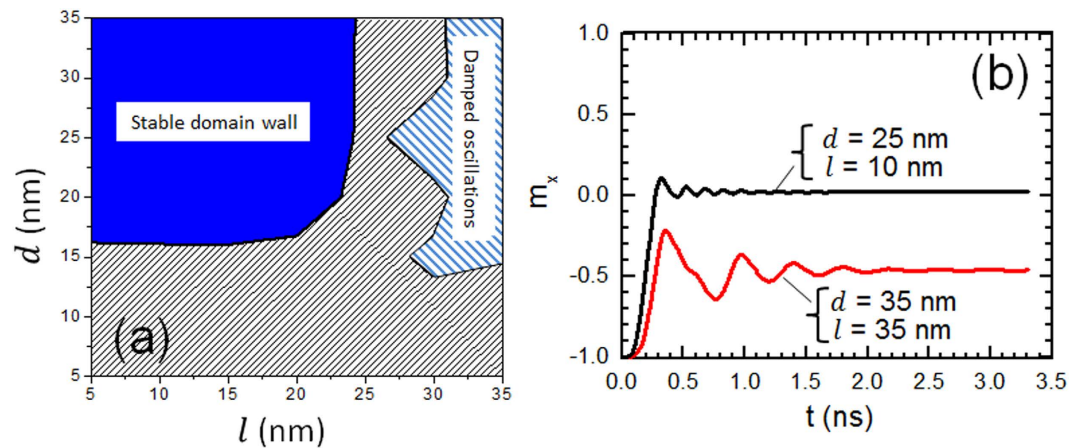 35
30
25
20
15
10
5
d (nm)
Stable domain wall
Damped oscillations
(a)
5 10 15 20 25 30 35
l (nm)
1.0
0.5
0.0
-0.5
-1.0
mₓ
(b)
d = 25 nm
l = 10 nm
d = 35 nm
l = 35 nm
0.0 0.5 1.0 1.5 2.0 2.5 3.0 3.5
t (ns)